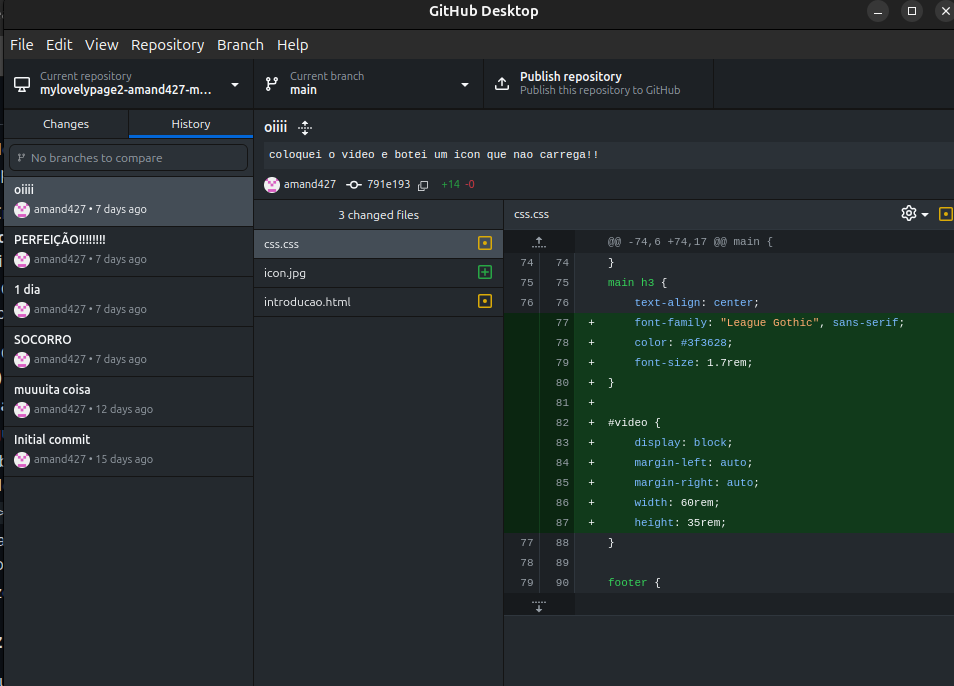 GitHub Desktop
File Edit View Repository Branch Help
Current repository
mylovelypage2-amand427-m...
Current branch
main
Publish repository
Publish this repository to GitHub
Changes
History
No branches to compare
oiiii
amand427 • 7 days ago
PERFEIÇÃO!!!!!!!!
amand427 • 7 days ago
1 dia
amand427 • 7 days ago
SOCORRO
amand427 • 7 days ago
muuuita coisa
amand427 • 12 days ago
Initial commit
amand427 • 15 days ago
oiiii
coloquei o video e botei um icon que nao carrega!!
amand427 791e193 +14 -0
3 changed files
css.css
icon.jpg
introducao.html
css.css
@@ -74,6 +74,17 @@ main {
74 74 }
75 75 main h3 {
76 76 text-align: center;
77 + font-family: "League Gothic", sans-serif;
78 + color: #3f3628;
79 + font-size: 1.7rem;
80 + }
81 +
82 + #video {
83 + display: block;
84 + margin-left: auto;
85 + margin-right: auto;
86 + width: 60rem;
87 + height: 35rem;
77 88 }
78 89
79 90 footer {